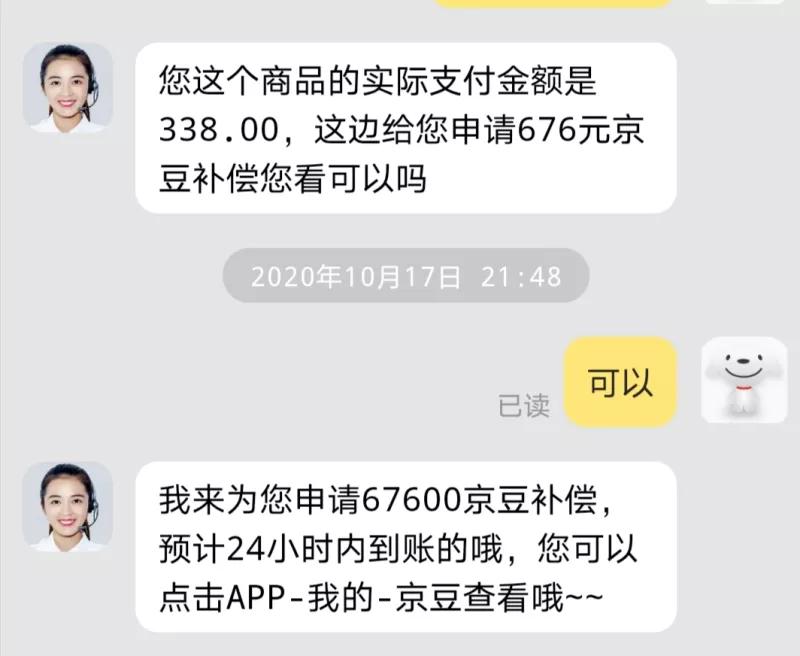 您这个商品的实际支付金额是
338.00，这边给您申请676元京
豆补偿您看可以吗
2020年10月17日 21:48
可以
已读
我来为您申请67600京豆补偿，
预计24小时内到账的哦，您可以
点击APP-我的-京豆查看哦~~